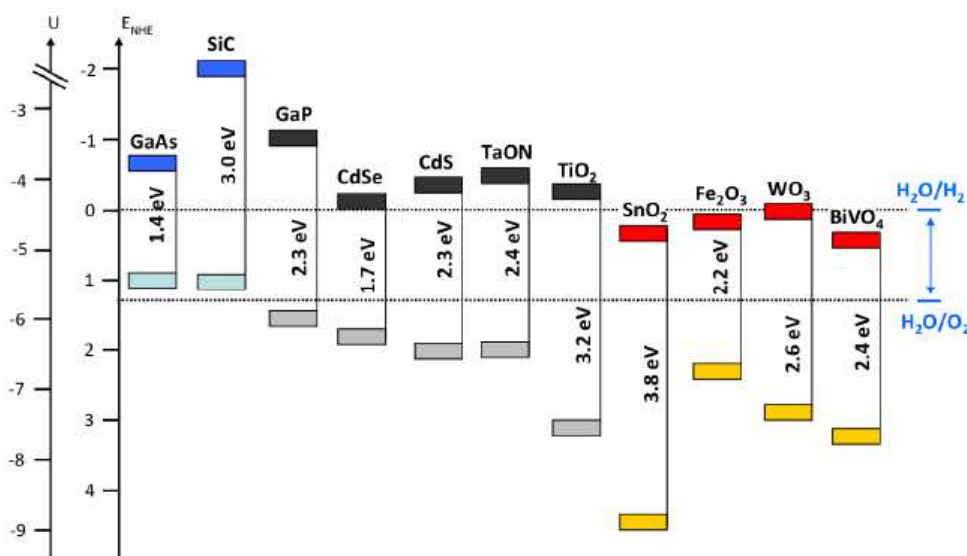 U
E_NHE
-3
-4
-5
-6
-7
-8
-9
-2
-1
0
1
2
3
4
GaAs
1.4 eV
SiC
3.0 eV
GaP
2.3 eV
CdSe
1.7 eV
CdS
2.3 eV
TaON
2.4 eV
TiO₂
3.2 eV
SnO₂
3.8 eV
Fe₂O₃
2.2 eV
WO₃
2.6 eV
BiVO₄
2.4 eV
H₂O/H₂
H₂O/O₂